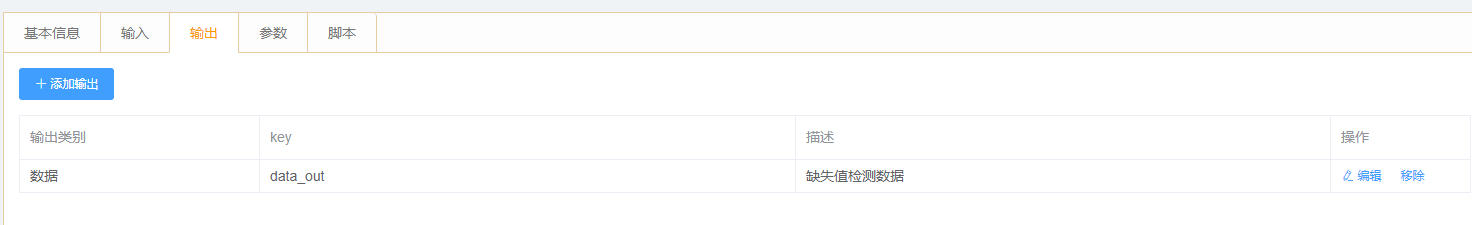 基本信息 输入 输出 参数 脚本
添加输出
输出类别 key 描述 操作
数据 data_out 缺失值检测数据 编辑 移除